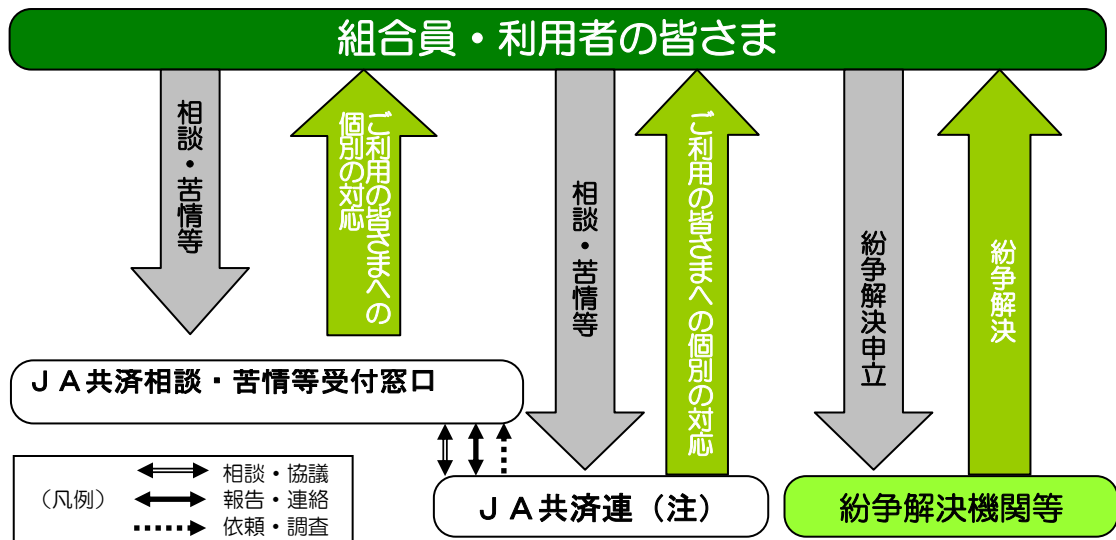 組合員・利用者の皆さま
相談・苦情等
ご利用の皆さまへの
個別の対応
相談・苦情等
ご利用の皆さまへの個別の対応
紛争解決申立
紛争解決
ＪＡ共済相談・苦情等受付窓口
（凡例）
相談・協議
報告・連絡
依頼・調査
ＪＡ共済連（注）
紛争解決機関等